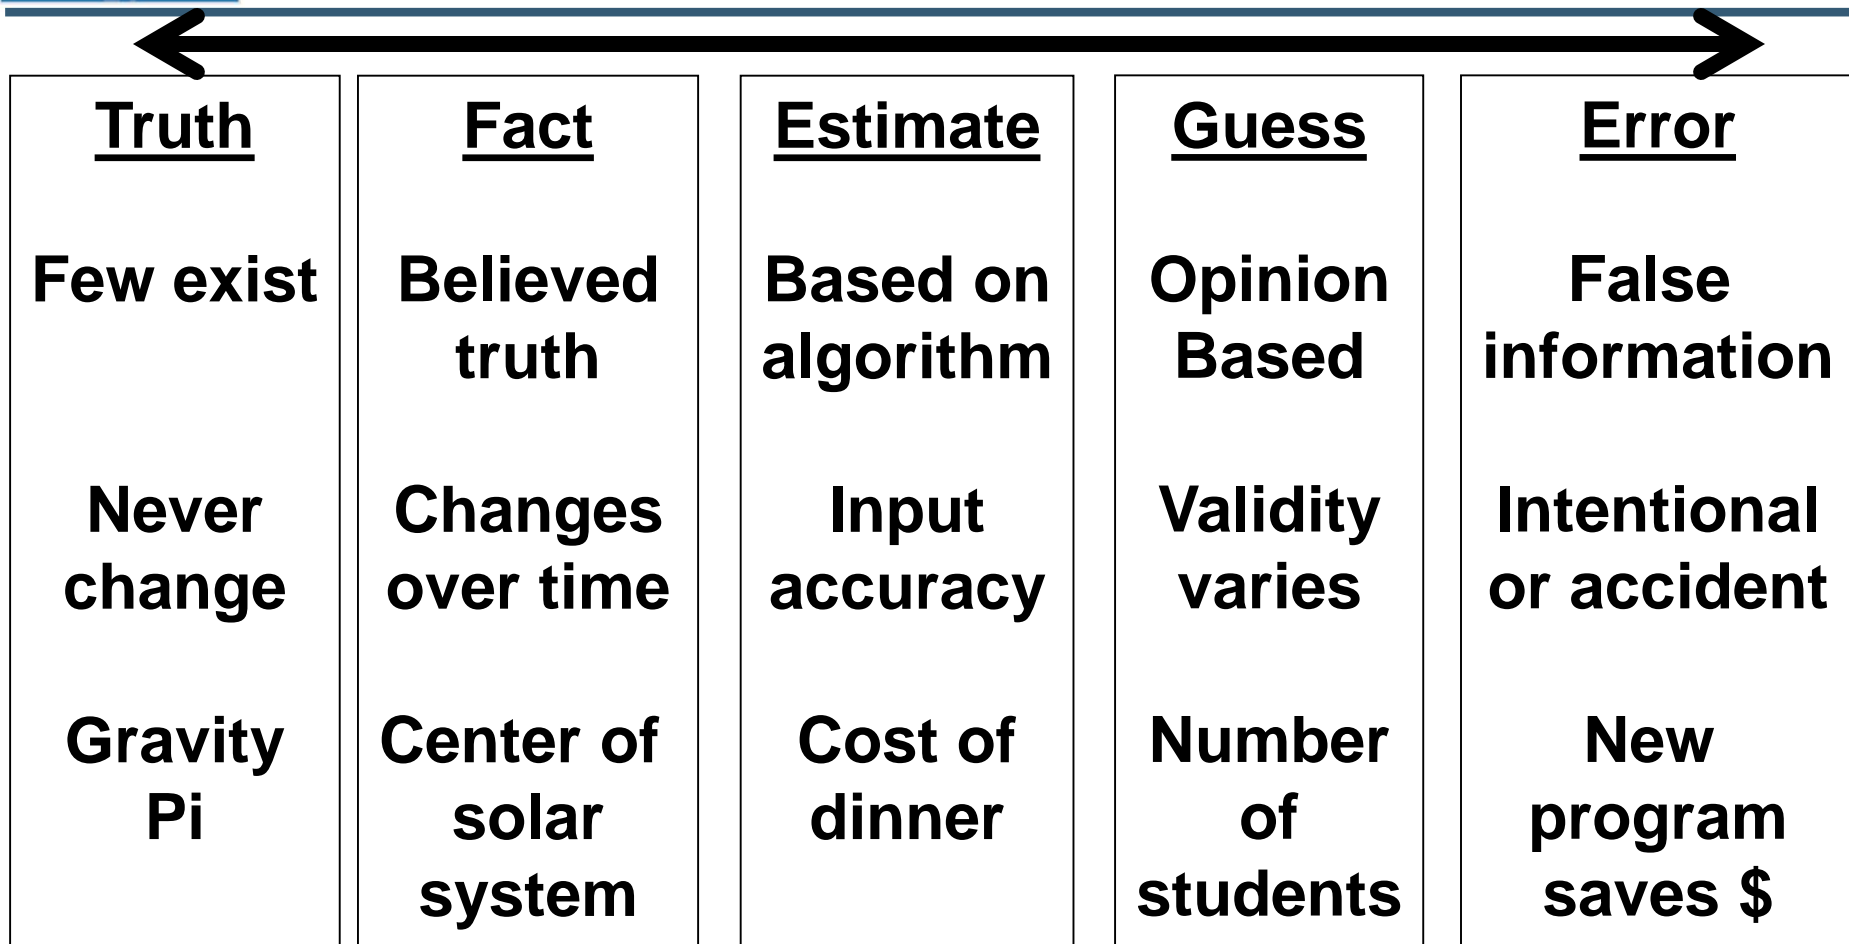 Truth
Few exist
Never
change
Gravity
Pi
Fact
Believed
truth
Changes
over time
Center of
solar
system
Estimate
Based on
algorithm
Input
accuracy
Cost of
dinner
Guess
Opinion
Based
Validity
varies
Number
of
students
Error
False
information
Intentional
or accident
New
program
saves $